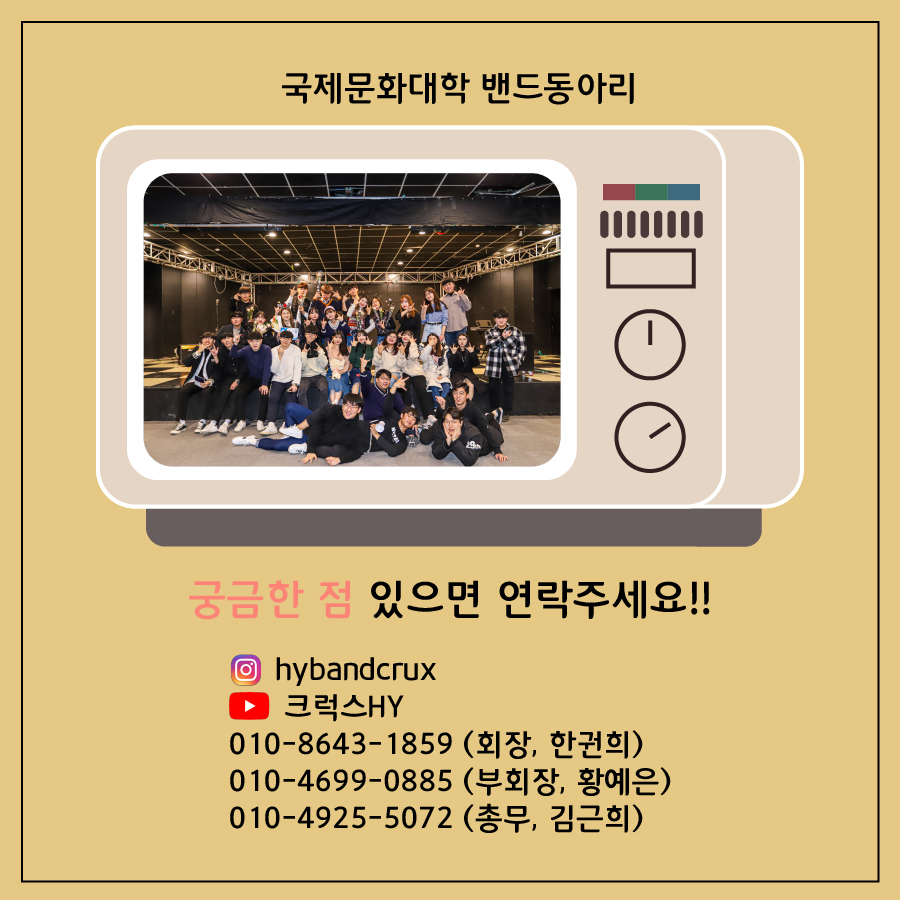 국제문화대학 밴드동아리
궁금한 점 있으면 연락주세요!!
hybandcrux
크럭스HY
010-8643-1859 (회장, 한권희)
010-4699-0885 (부회장, 황예은)
010-4925-5072 (총무, 김근희)